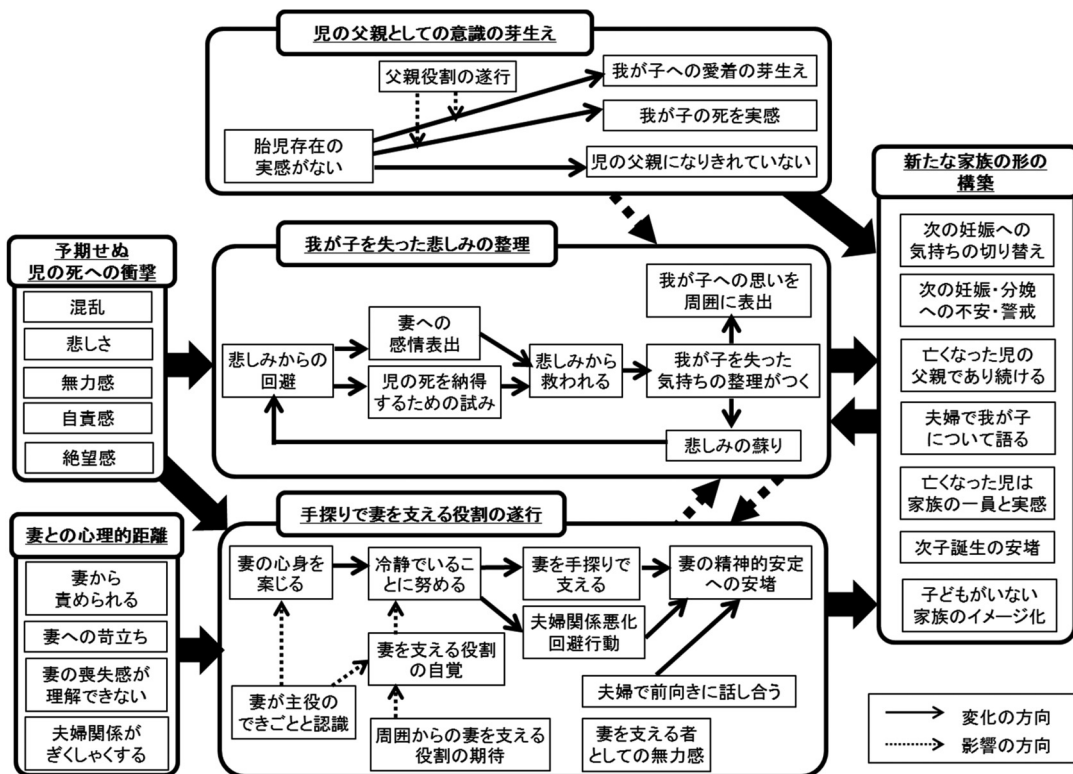 児の父親としての意識の芽生え
父親役割の遂行
我が子への愛着の芽生え
我が子の死を実感
胎児存在の
実感がない
児の父親になりきれていない
新たな家族の形の
構築
次の妊娠への
気持ちの切り替え
次の妊娠・分娩
への不安・警戒
亡くなった児の
父親であり続ける
夫婦で我が子
について語る
亡くなった児は
家族の一員と実感
次子誕生の安堵
子どもがいない
家族のイメージ化
予期せぬ
児の死への衝撃
混乱
悲しさ
無力感
自責感
絶望感
我が子を失った悲しみの整理
我が子への思いを
周囲に表出
妻への
感情表出
悲しみからの
回避
児の死を納得
するための試み
悲しみから
救われる
我が子を失った
気持ちの整理がつく
悲しみの蘇り
妻との心理的距離
妻から
責められる
妻への苛立ち
妻の喪失感が
理解できない
夫婦関係が
ぎくしゃくする
手探りで妻を支える役割の遂行
妻の心身を
案じる
冷静でいるこ
とに努める
妻を手探りで
支える
妻の精神的安定
への安堵
夫婦関係悪化
回避行動
妻を支える役割
の自覚
妻が主役の
できごとと認識
夫婦で前向きに話し合う
周囲からの妻を支える
役割の期待
妻を支える者
としての無力感
変化の方向
影響の方向